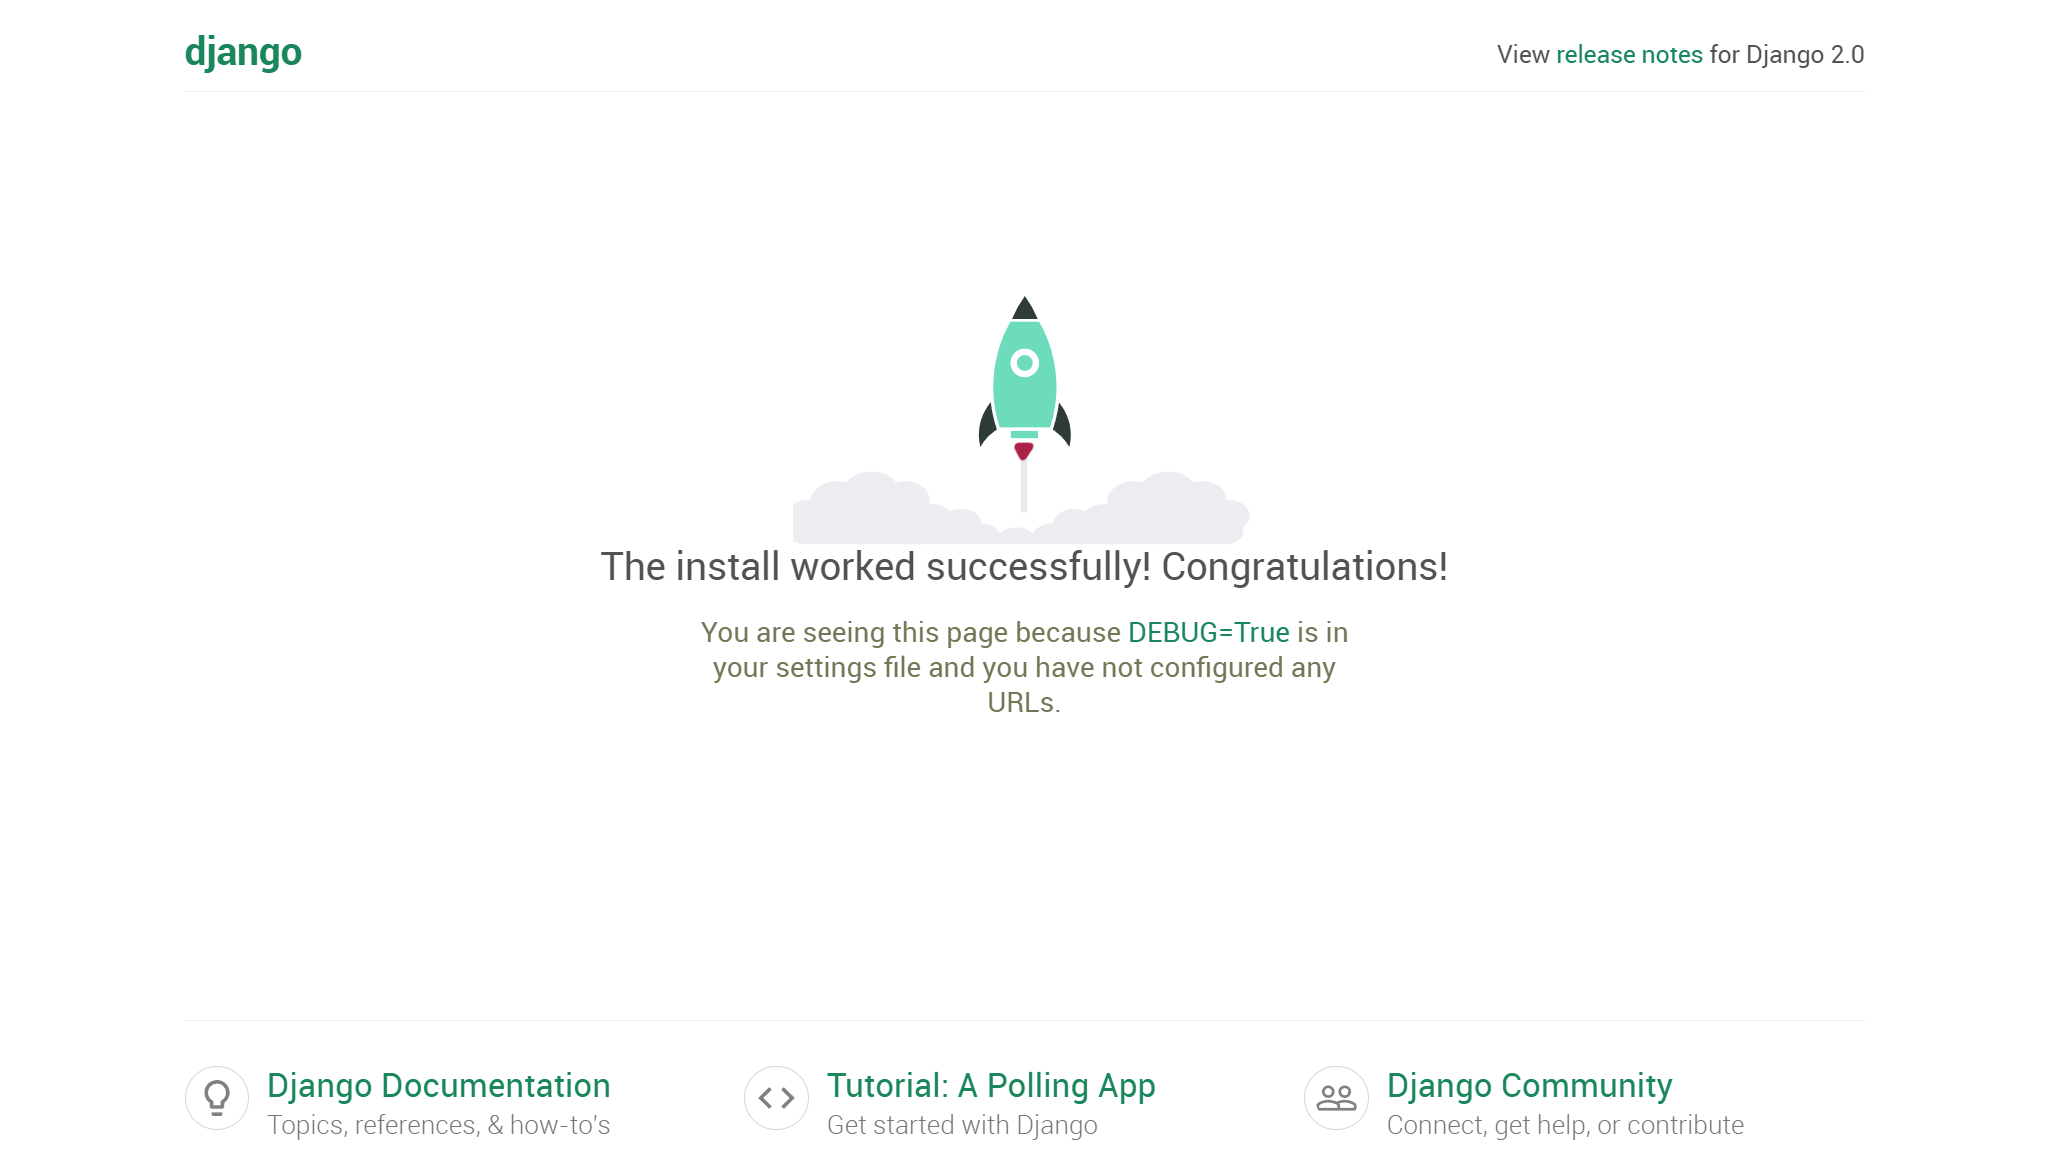 django
View release notes for Django 2.0
The install worked successfully! Congratulations!
You are seeing this page because DEBUG=True is in
your settings file and you have not configured any
URLs.
Django Documentation
Topics, references, & how-to's
Tutorial: A Polling App
Get started with Django
Django Community
Connect, get help, or contribute